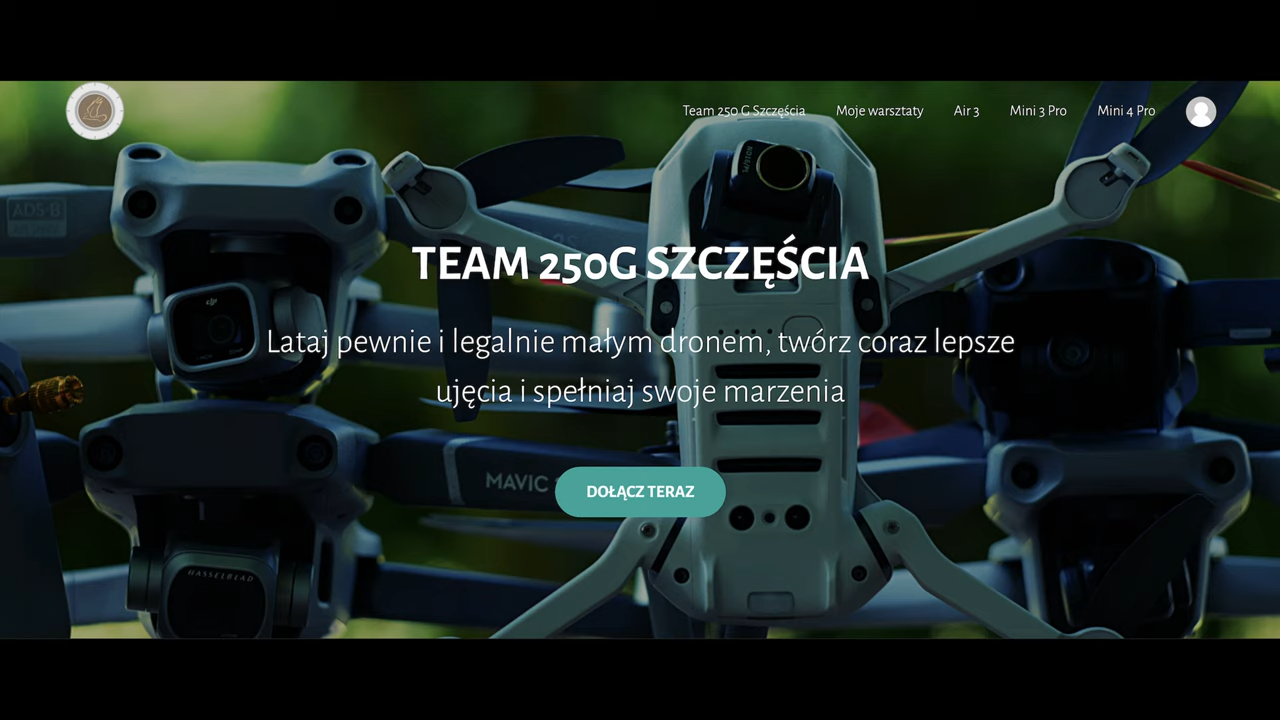 Team 250 G Szczęścia
Moje warsztaty
Air 3
Mini 3 Pro
Mini 4 Pro
ADS-B
TEAM 250G SZCZĘŚCIA
dji
Lataj pewnie i legalnie małym dronem, twórz coraz lepsze
ujęcia i spełniaj swoje marzenia
MAVIC
DOŁĄCZ TERAZ
HASSELBLAD